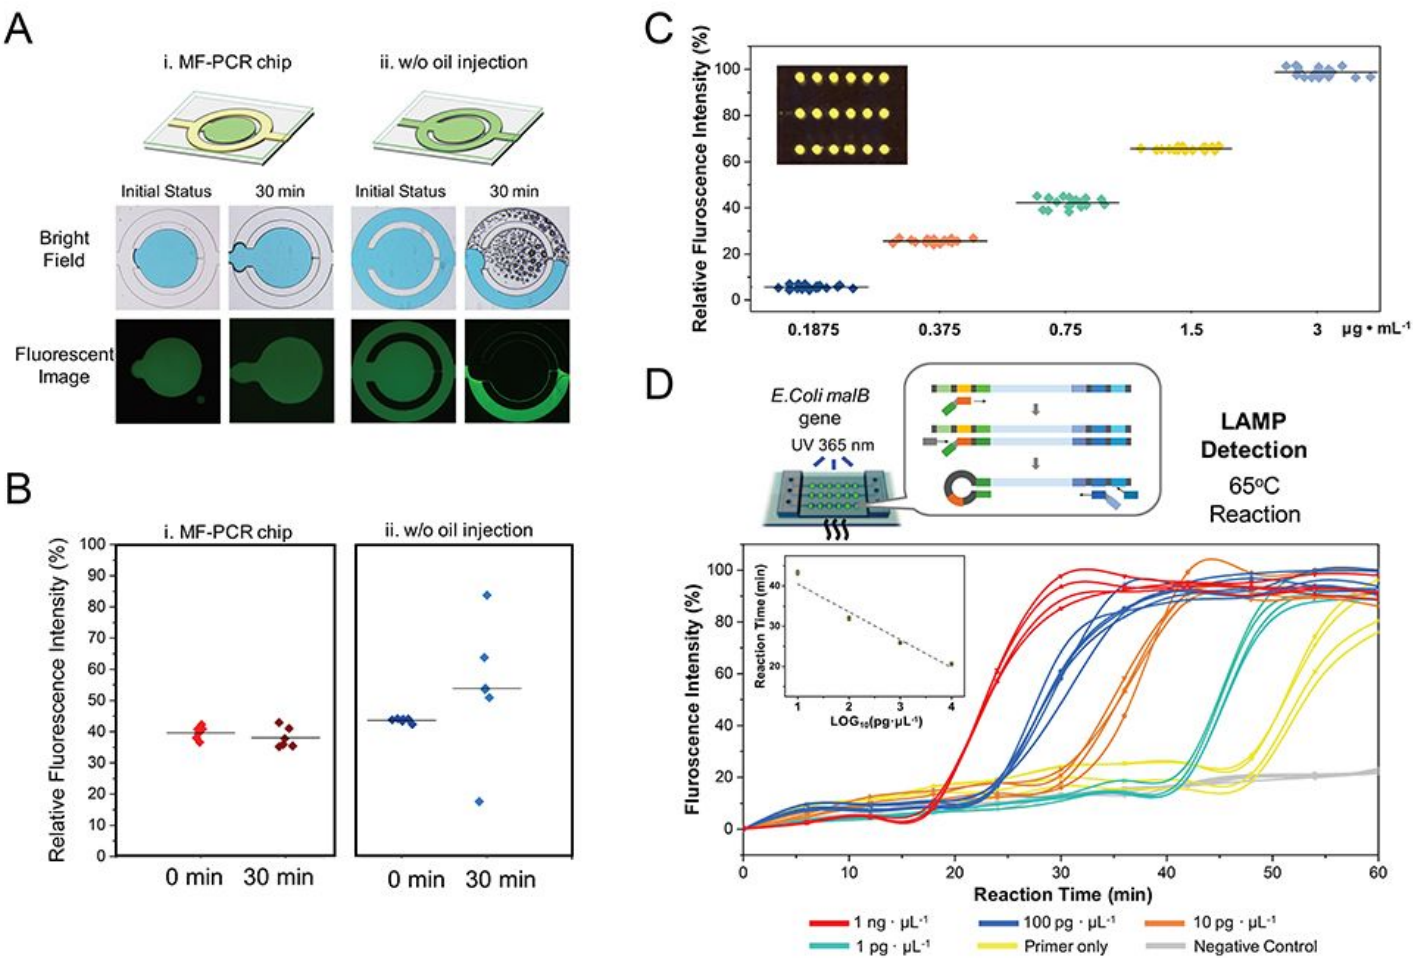 A
i. MF-PCR chip
ii. w/o oil injection
Initial Status
30 min
Initial Status
30 min
Bright
Field
Fluorescent
Image
B
i. MF-PCR chip
ii. w/o oil injection
Relative Fluorescence Intensity (%)
100
90
80
70
60
50
40
30
20
10
0
0 min
30 min
0 min
30 min
C
Relative Fluroscence Intensity (%)
100
80
60
40
20
0
0.1875
0.375
0.75
1.5
3
µg • mL-1
D
E.Coli malB
gene
UV 365 nm
LAMP
Detection
65oC
Reaction
Fluroscence Intensity (%)
100
80
60
40
20
0
Reaction Time (min)
40
30
20
1
2
3
4
LOG10(pg·µL-1)
0
10
20
30
40
50
60
Reaction Time (min)
1 ng · µL-1
100 pg · µL-1
10 pg · µL-1
1 pg · µL-1
Primer only
Negative Control